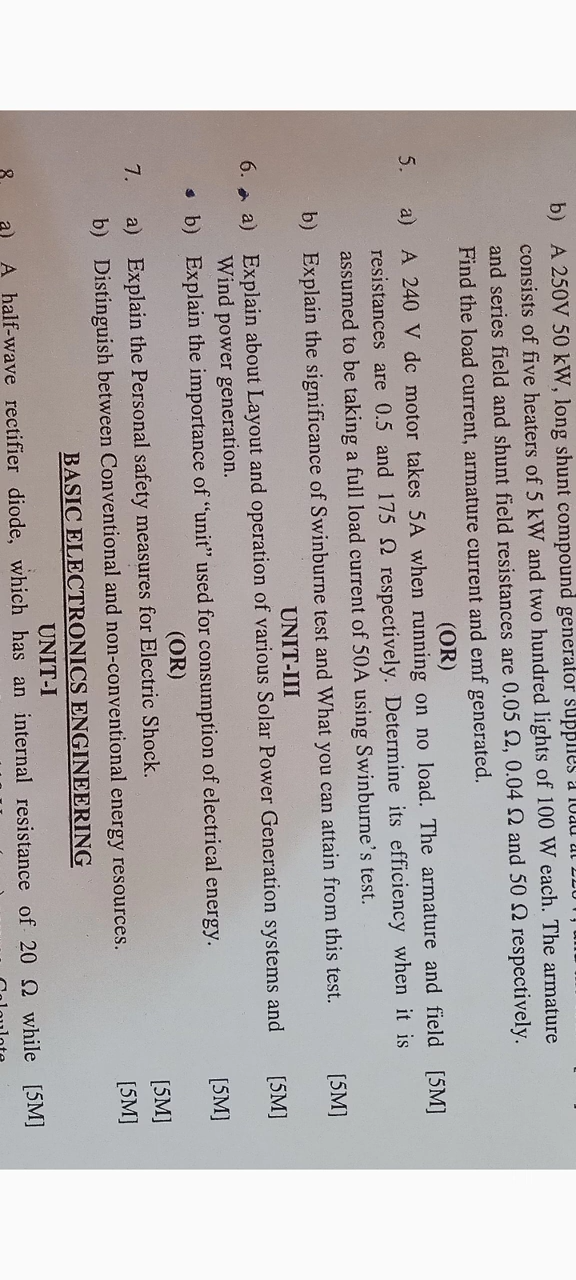 b) A 250V 50 kW, long shunt compound generator supplies a load at
consists of five heaters of 5 kW and two hundred lights of 100 W each. The armature
and series field and shunt field resistances are 0.05 Ω, 0.04 Ω and 50 Ω respectively.
Find the load current, armature current and emf generated.
(OR)
5. a) A 240 V dc motor takes 5A when running on no load. The armature and field [5M]
resistances are 0.5 and 175 Ω respectively. Determine its efficiency when it is
assumed to be taking a full load current of 50A using Swinburne's test.
b) Explain the significance of Swinburne test and What you can attain from this test. [5M]
UNIT-III
6. a) Explain about Layout and operation of various Solar Power Generation systems and [5M]
Wind power generation.
b) Explain the importance of "unit" used for consumption of electrical energy. [5M]
(OR)
7. a) Explain the Personal safety measures for Electric Shock. [5M]
b) Distinguish between Conventional and non-conventional energy resources. [5M]
BASIC ELECTRONICS ENGINEERING
UNIT-I
8. a) A half-wave rectifier diode, which has an internal resistance of 20 Ω while [5M]
Calculate